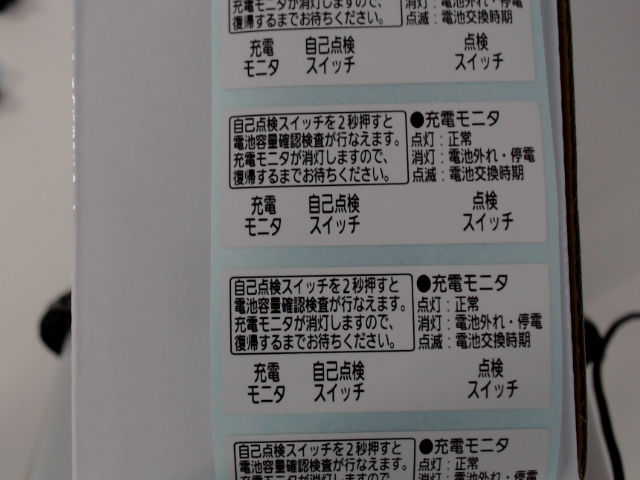 充電モニタが消灯しますので、
復帰するまでお待ちください。
消灯：電池外れ・停電
点滅：電池交換時期
充電
モニタ
自己点検
スイッチ
点検
スイッチ
自己点検スイッチを2秒押すと
電池容量確認検査が行なえます。
充電モニタが消灯しますので、
復帰するまでお待ちください。
●充電モニタ
点灯：正常
消灯：電池外れ・停電
点滅：電池交換時期
充電
モニタ
自己点検
スイッチ
点検
スイッチ
自己点検スイッチを2秒押すと
電池容量確認検査が行なえます。
充電モニタが消灯しますので、
復帰するまでお待ちください。
●充電モニタ
点灯：正常
消灯：電池外れ・停電
点滅：電池交換時期
充電
モニタ
自己点検
スイッチ
点検
スイッチ
自己点検スイッチを2秒押すと
電池容量確認検査が行なえます。
充電モニタが消灯しますので、
●充電モニタ
点灯：正常
消灯：電池外れ・停電